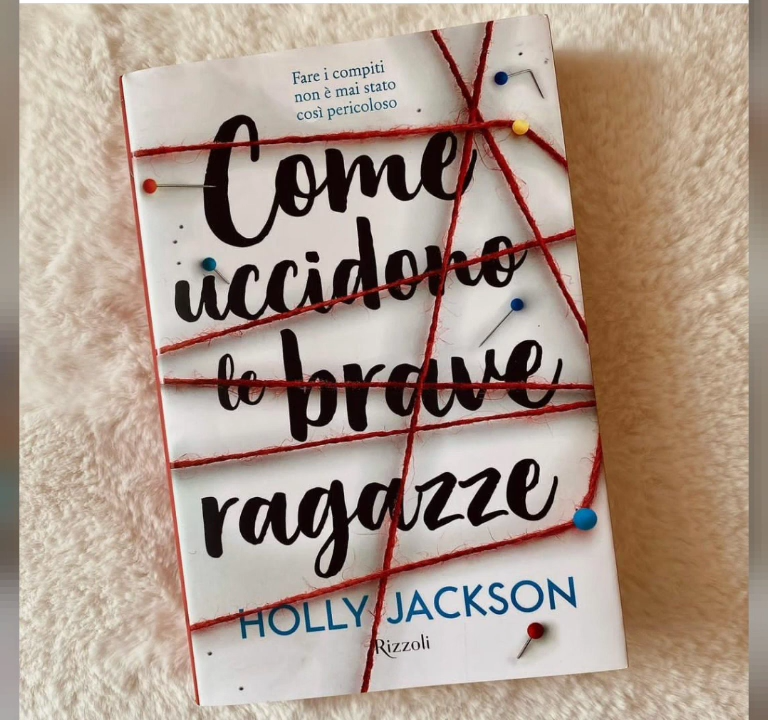 Fare i compiti
non è mai stato
così pericoloso
Come
uccidono
le brave
ragazze
HOLLY JACKSON
Rizzoli